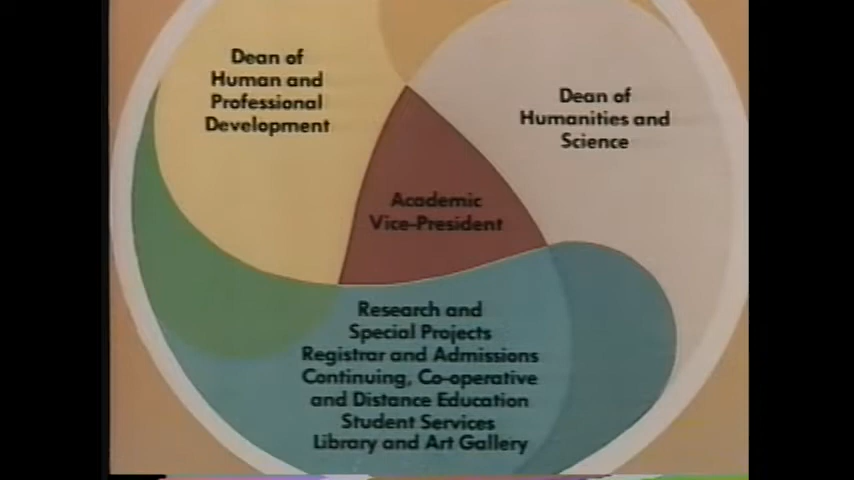 Dean of
Human and
Professional
Development
Dean of
Humanities and
Science
Academic
Vice-President
Research and
Special Projects
Registrar and Admissions
Continuing, Co-operative
and Distance Education
Student Services
Library and Art Gallery